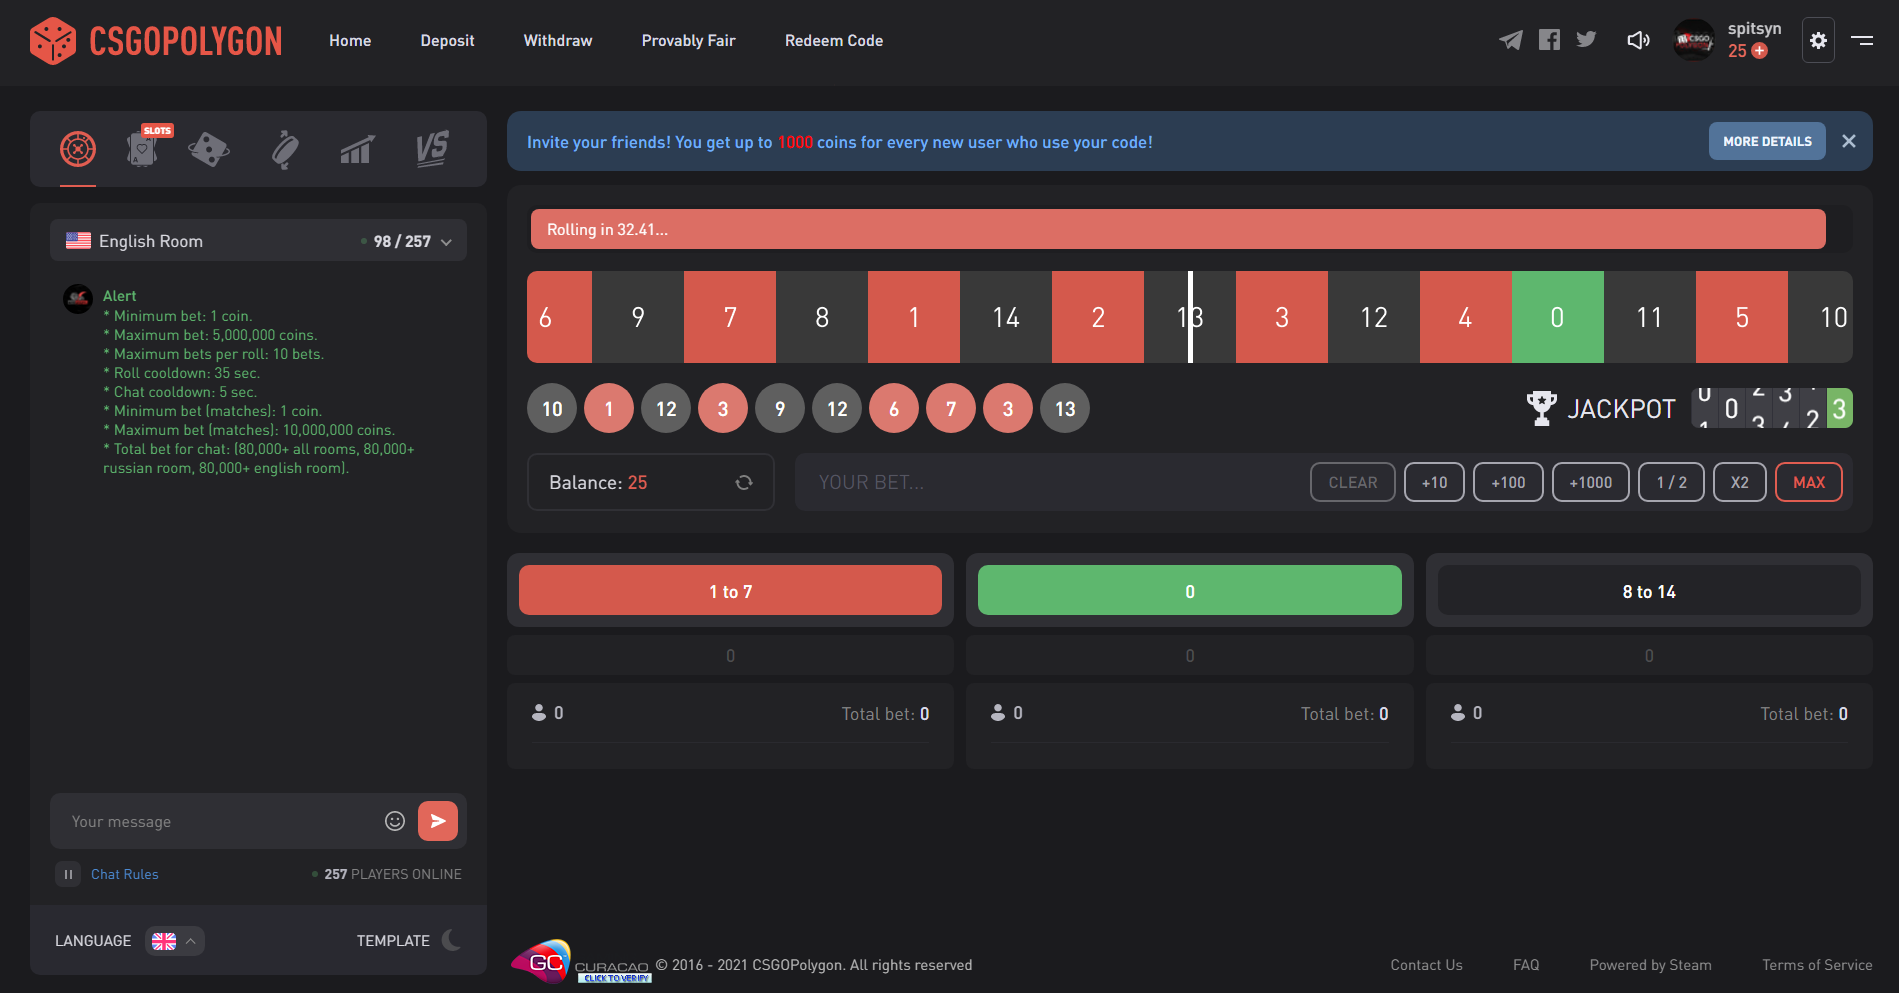 CSGOPOLYGON
Home
Deposit
Withdraw
Provably Fair
Redeem Code
spitsyn
25
SLOTS
English Room
98 / 257
Alert
* Minimum bet: 1 coin.
* Maximum bet: 5,000,000 coins.
* Maximum bets per roll: 10 bets.
* Roll cooldown: 35 sec.
* Chat cooldown: 5 sec.
* Minimum bet (matches): 1 coin.
* Maximum bet (matches): 10,000,000 coins.
* Total bet for chat: (80,000+ all rooms, 80,000+
russian room, 80,000+ english room).
Your message
Chat Rules
257 PLAYERS ONLINE
LANGUAGE
TEMPLATE
Invite your friends! You get up to 1000 coins for every new user who use your code!
MORE DETAILS
Rolling in 32.41...
6 9 7 8 1 14 2 13 3 12 4 0 11 5 10
10 1 12 3 9 12 6 7 3 13
JACKPOT
0 3
Balance: 25
YOUR BET...
CLEAR
+10
+100
+1000
1 / 2
X2
MAX
1 to 7
0
8 to 14
0
0
0
0
Total bet: 0
0
Total bet: 0
0
Total bet: 0
GC
CURACAO
CLICK TO VERIFY
© 2016 - 2021 CSGOPolygon. All rights reserved
Contact Us
FAQ
Powered by Steam
Terms of Service